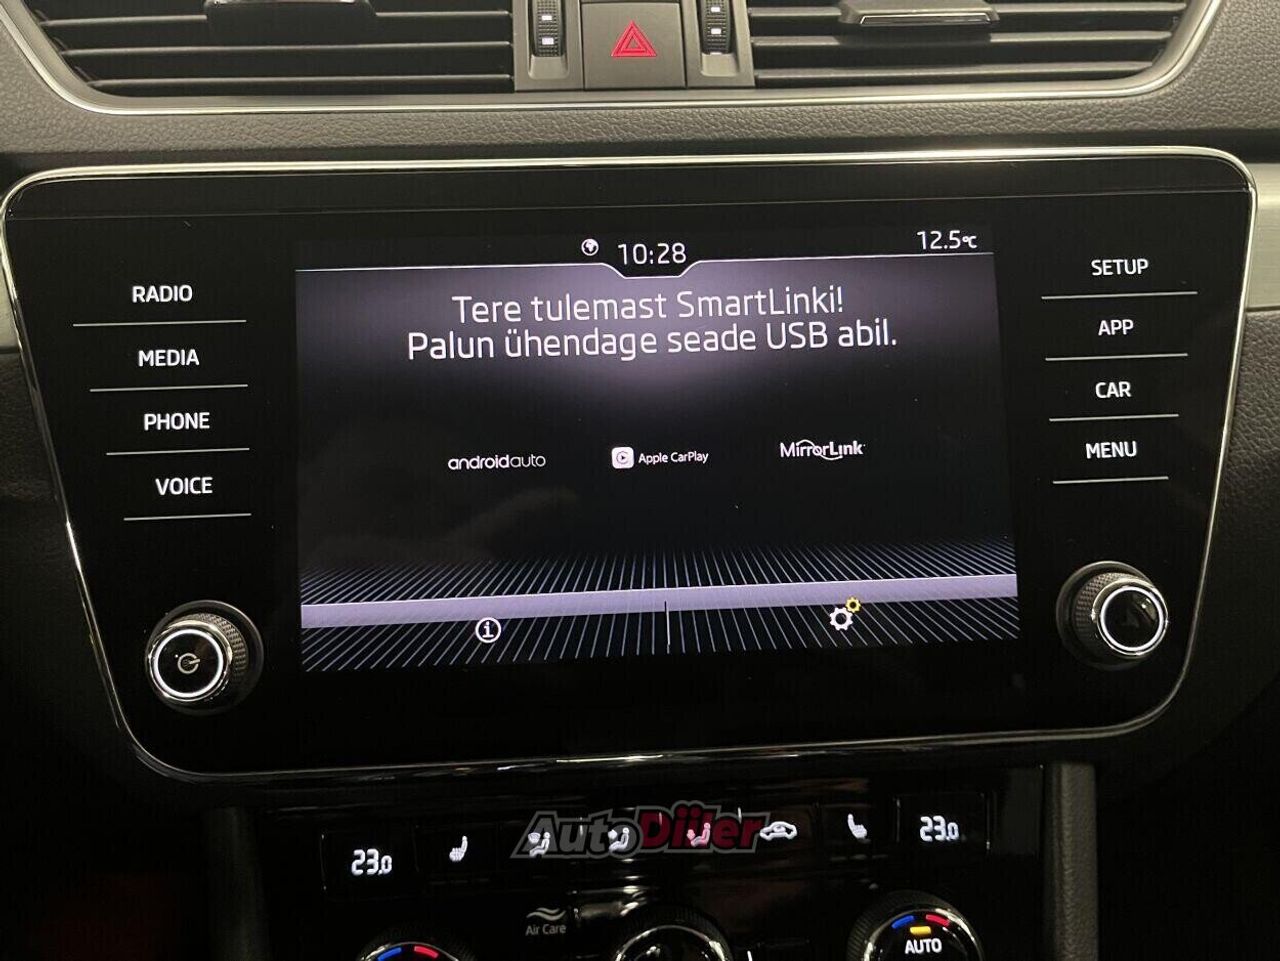 10:28
12.5°C
Tere tulemast SmartLinki!
Palun ühendage seade USB abil.
androidauto
Apple CarPlay
MirrorLink
RADIO
MEDIA
PHONE
VOICE
SETUP
APP
CAR
MENU
23.0
AutoDiiler
23.0
Air Care
AUTO